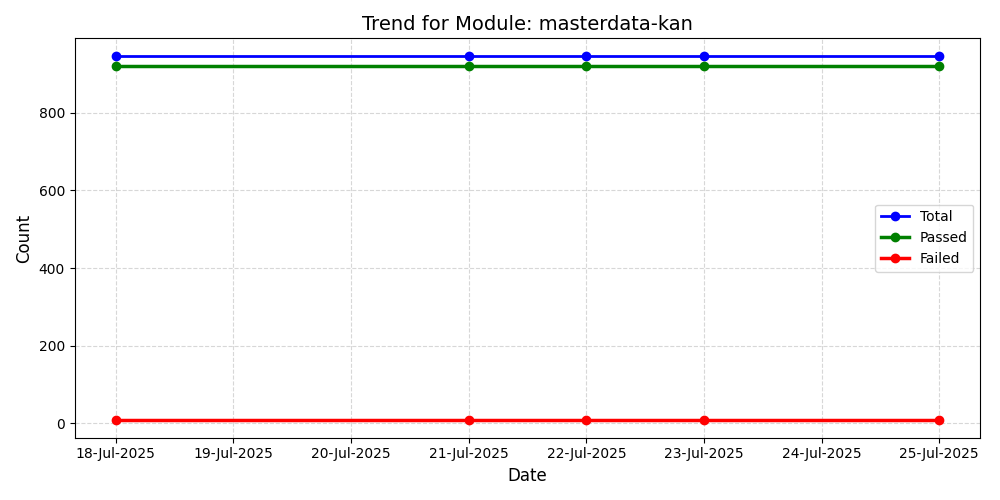 Trend for Module: masterdata-kan
Count
800
600
400
200
0
Total
Passed
Failed
18-Jul-2025 19-Jul-2025 20-Jul-2025 21-Jul-2025 22-Jul-2025 23-Jul-2025 24-Jul-2025 25-Jul-2025
Date